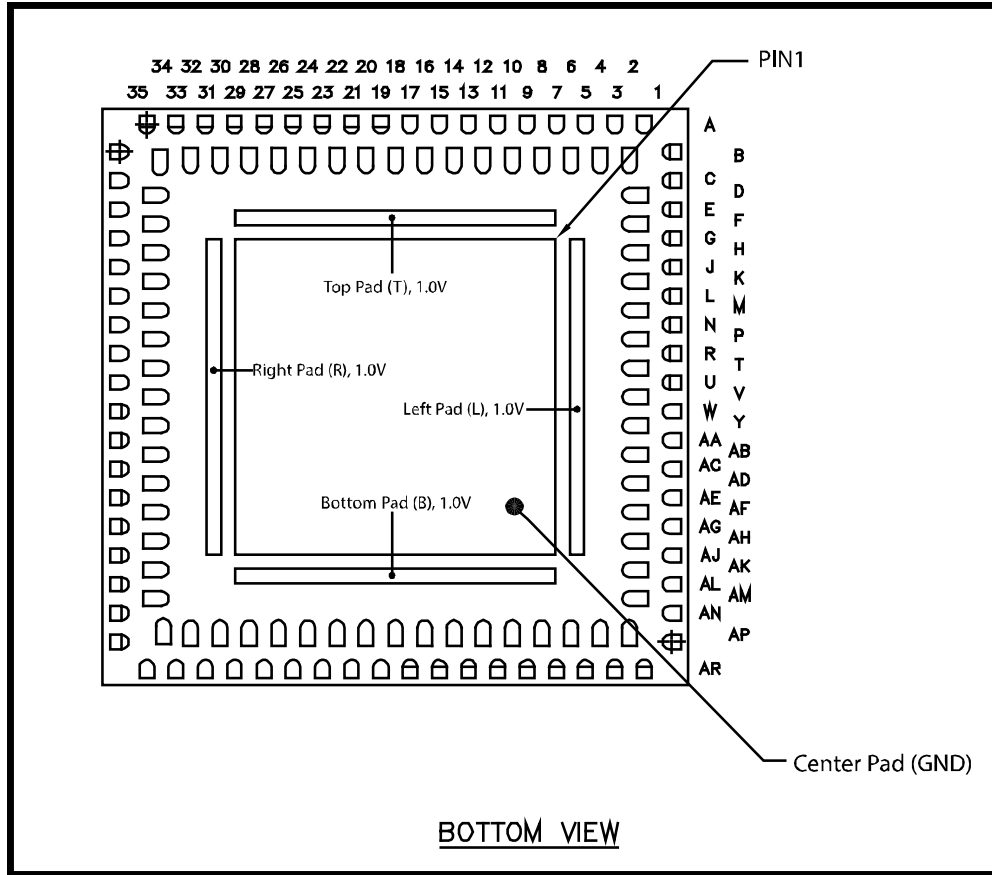 PIN1
34 32 30 28 26 24 22 20 18 16 14 12 10 8 6 4 2
35 33 31 29 27 25 23 21 19 17 15 13 11 9 7 5 3 1
A
B
C
D
E
F
G
H
J
K
L
M
N
P
R
T
U
V
W
Y
AA
AB
AC
AD
AE
AF
AG
AH
AJ
AK
AL
AM
AN
AP
AR
Top Pad (T), 1.0V
Right Pad (R), 1.0V
Left Pad (L), 1.0V
Bottom Pad (B), 1.0V
Center Pad (GND)
BOTTOM VIEW